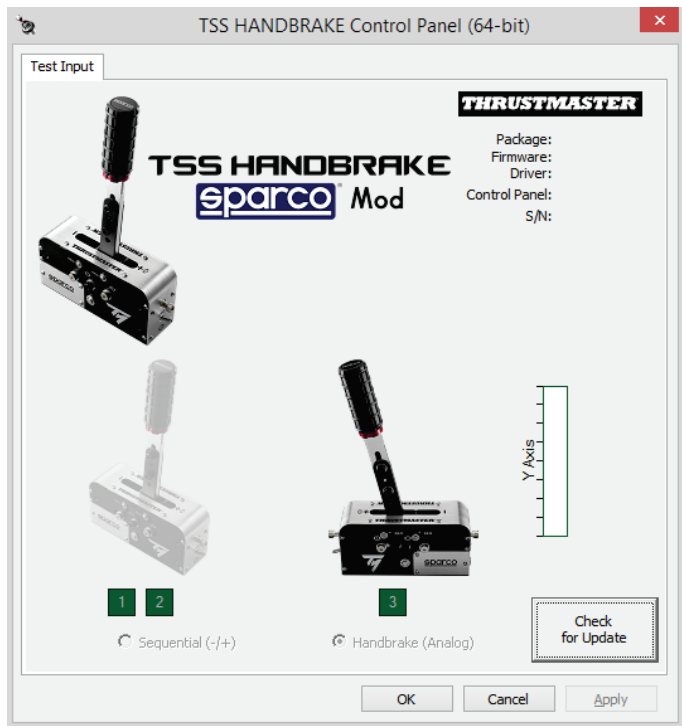 TSS HANDBRAKE Control Panel (64-bit)
Test Input
THRUSTMASTER
Package:
Firmware:
Driver:
Control Panel:
S/N:
TSS HANDBRAKE
sparco Mod
Y Axis
1 2
3
Sequential (-/+)
Handbrake (Analog)
Check
for Update
OK
Cancel
Apply